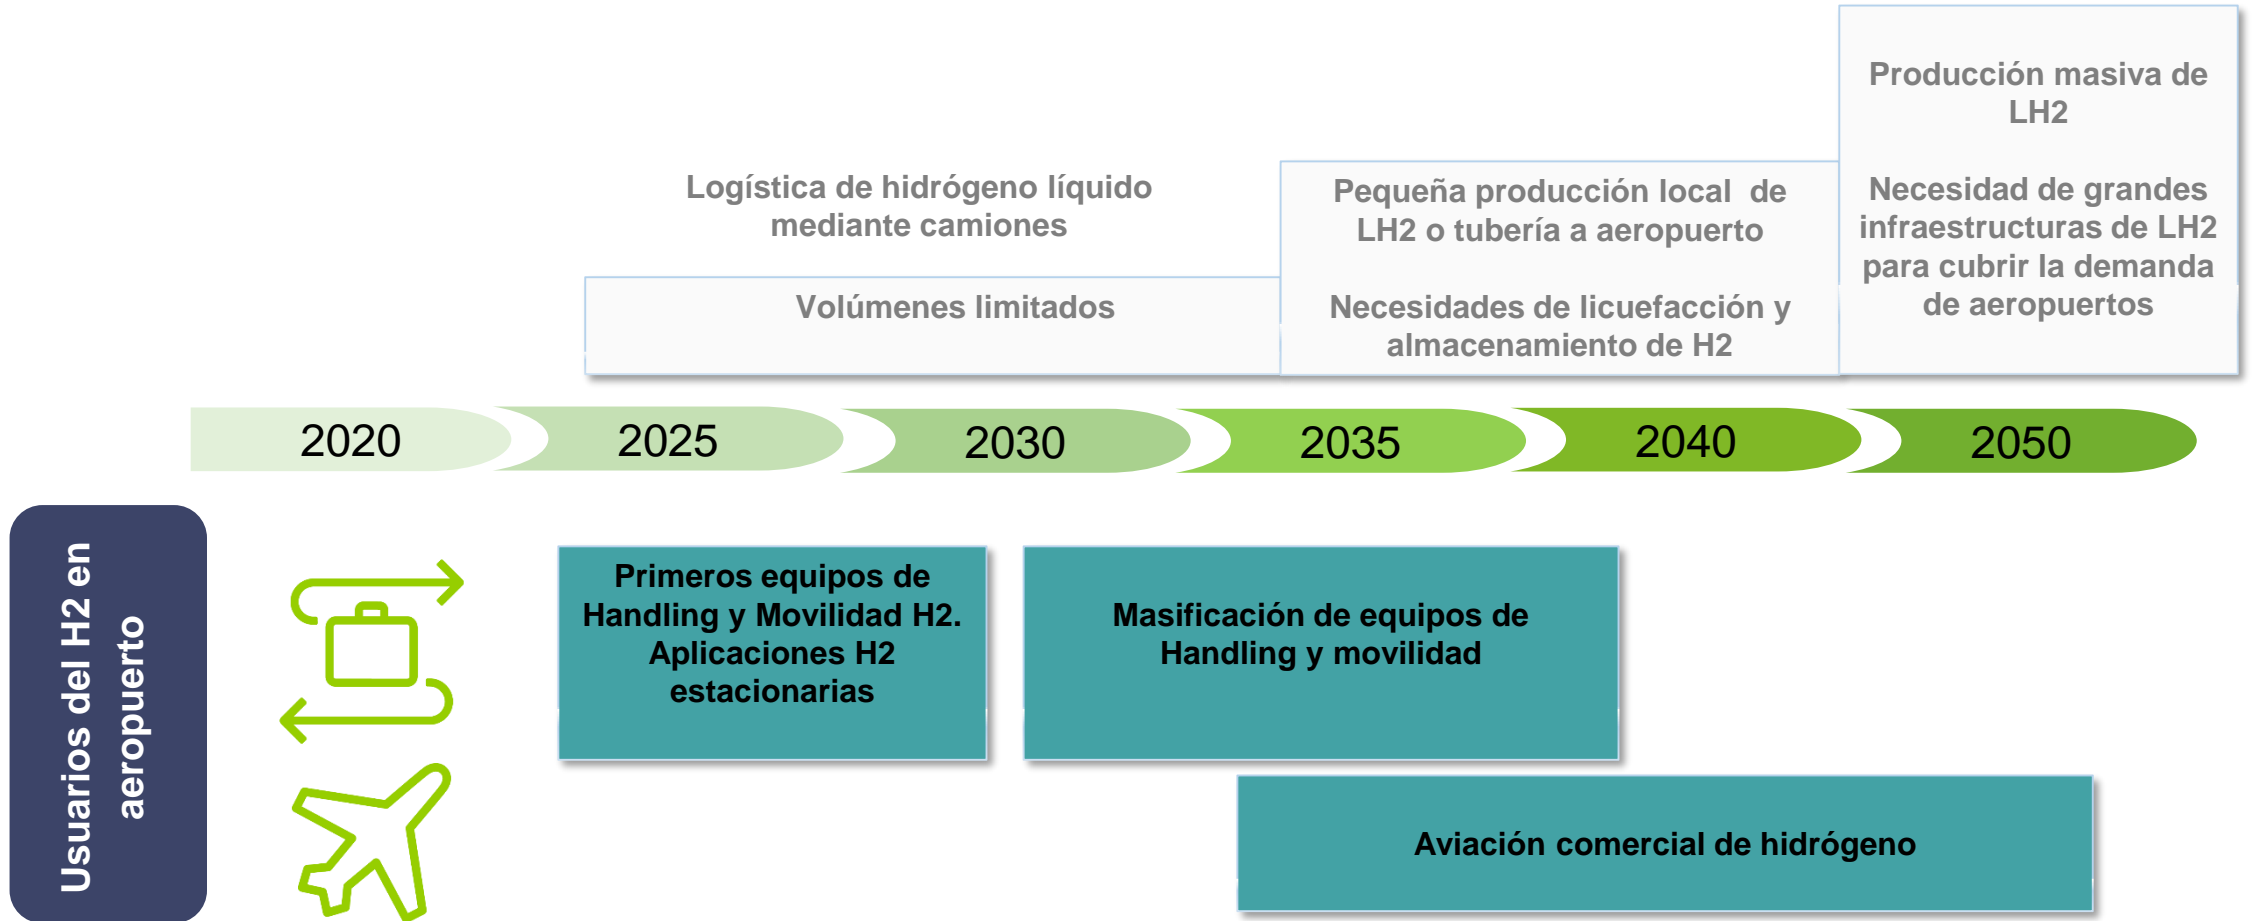 Producción masiva de
LH2
Necesidad de grandes
infraestructuras de LH2
para cubrir la demanda
de aeropuertos
Logística de hidrógeno líquido
mediante camiones
Pequeña producción local  de
LH2 o tubería a aeropuerto
Necesidades de licuefacción y
almacenamiento de H2
Volúmenes limitados
2020
2025
2030
2035
2040
2050
Usuarios del H2 en
aeropuerto
Primeros equipos de
Handling y Movilidad H2.
Aplicaciones H2
estacionarias
Masificación de equipos de
Handling y movilidad
Aviación comercial de hidrógeno